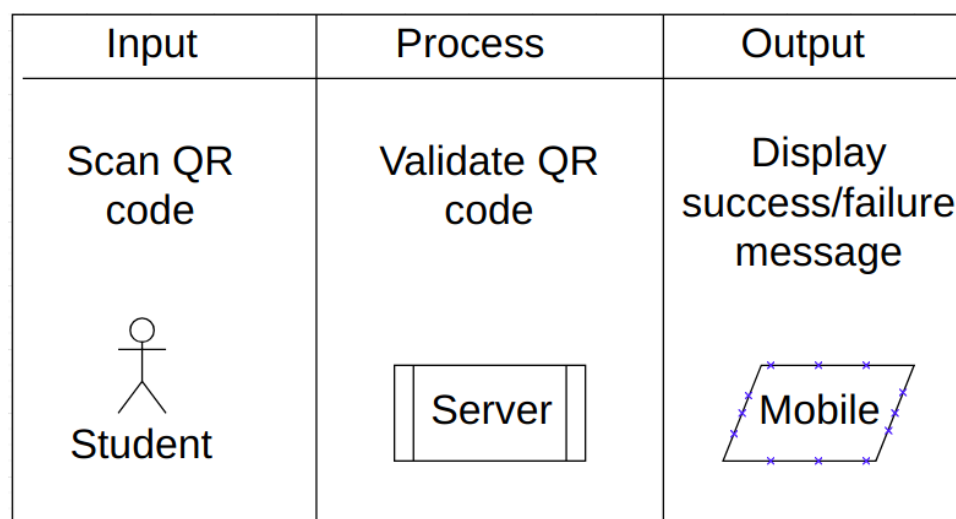 Input
Process
Output
Scan QR
code
Validate QR
code
Display
success/failure
message
Student
Server
Mobile